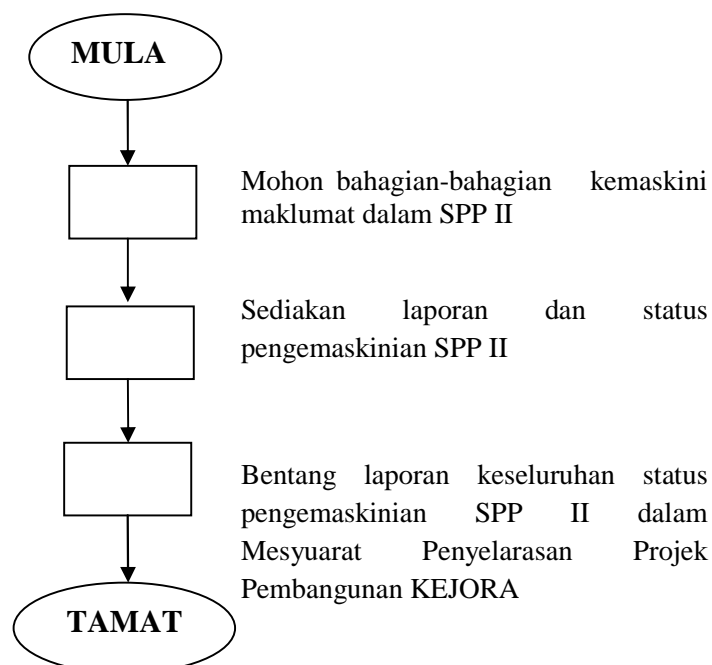 MULA
Mohon bahagian-bahagian kemaskini
maklumat dalam SPP II
Sediakan laporan dan status
pengemaskinian SPP II
Bentang laporan keseluruhan status
pengemaskinian SPP II dalam
Mesyuarat Penyelarasan Projek
Pembangunan KEJORA
TAMAT